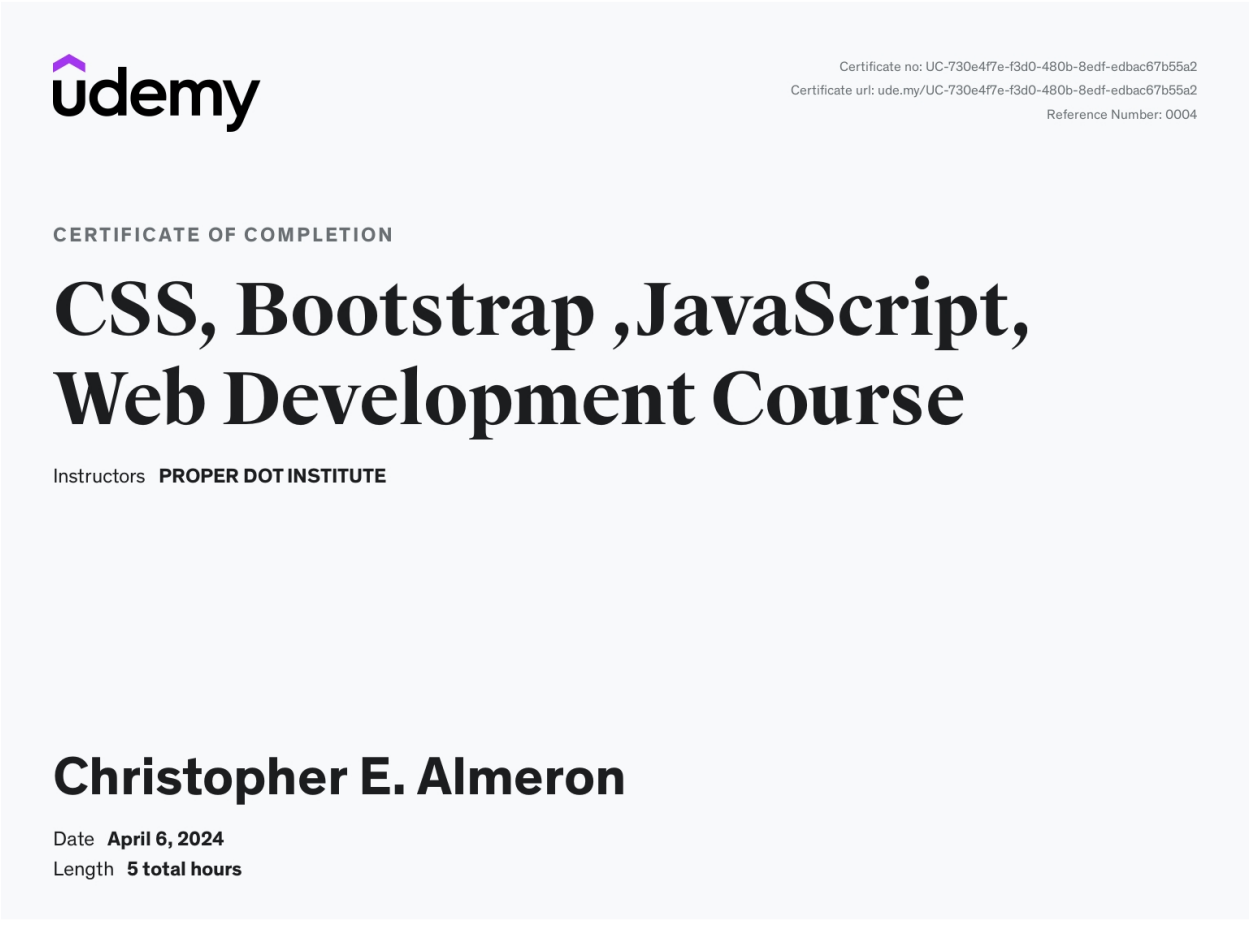 udemy
Certificate no: UC-730e4f7e-f3d0-480b-8edf-edbac67b55a2
Certificate url: ude.my/UC-730e4f7e-f3d0-480b-8edf-edbac67b55a2
Reference Number: 0004
CERTIFICATE OF COMPLETION
CSS, Bootstrap ,JavaScript,
Web Development Course
Instructors PROPER DOT INSTITUTE
Christopher E. Almeron
Date April 6, 2024
Length 5 total hours